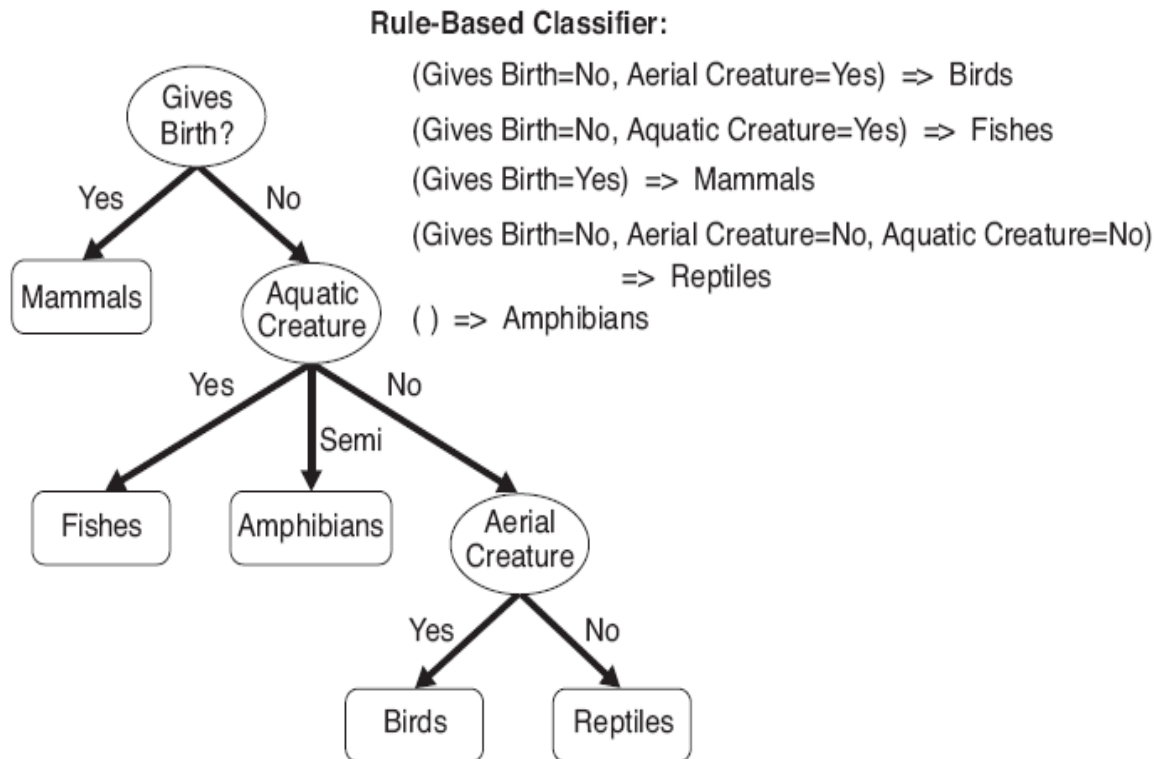 Rule-Based Classifier:
(Gives Birth=No, Aerial Creature=Yes) => Birds
(Gives Birth=No, Aquatic Creature=Yes) => Fishes
(Gives Birth=Yes) => Mammals
(Gives Birth=No, Aerial Creature=No, Aquatic Creature=No)
=> Reptiles
( ) => Amphibians
Gives
Birth?
Yes
No
Mammals
Aquatic
Creature
Yes
Semi
No
Fishes
Amphibians
Aerial
Creature
Yes
No
Birds
Reptiles